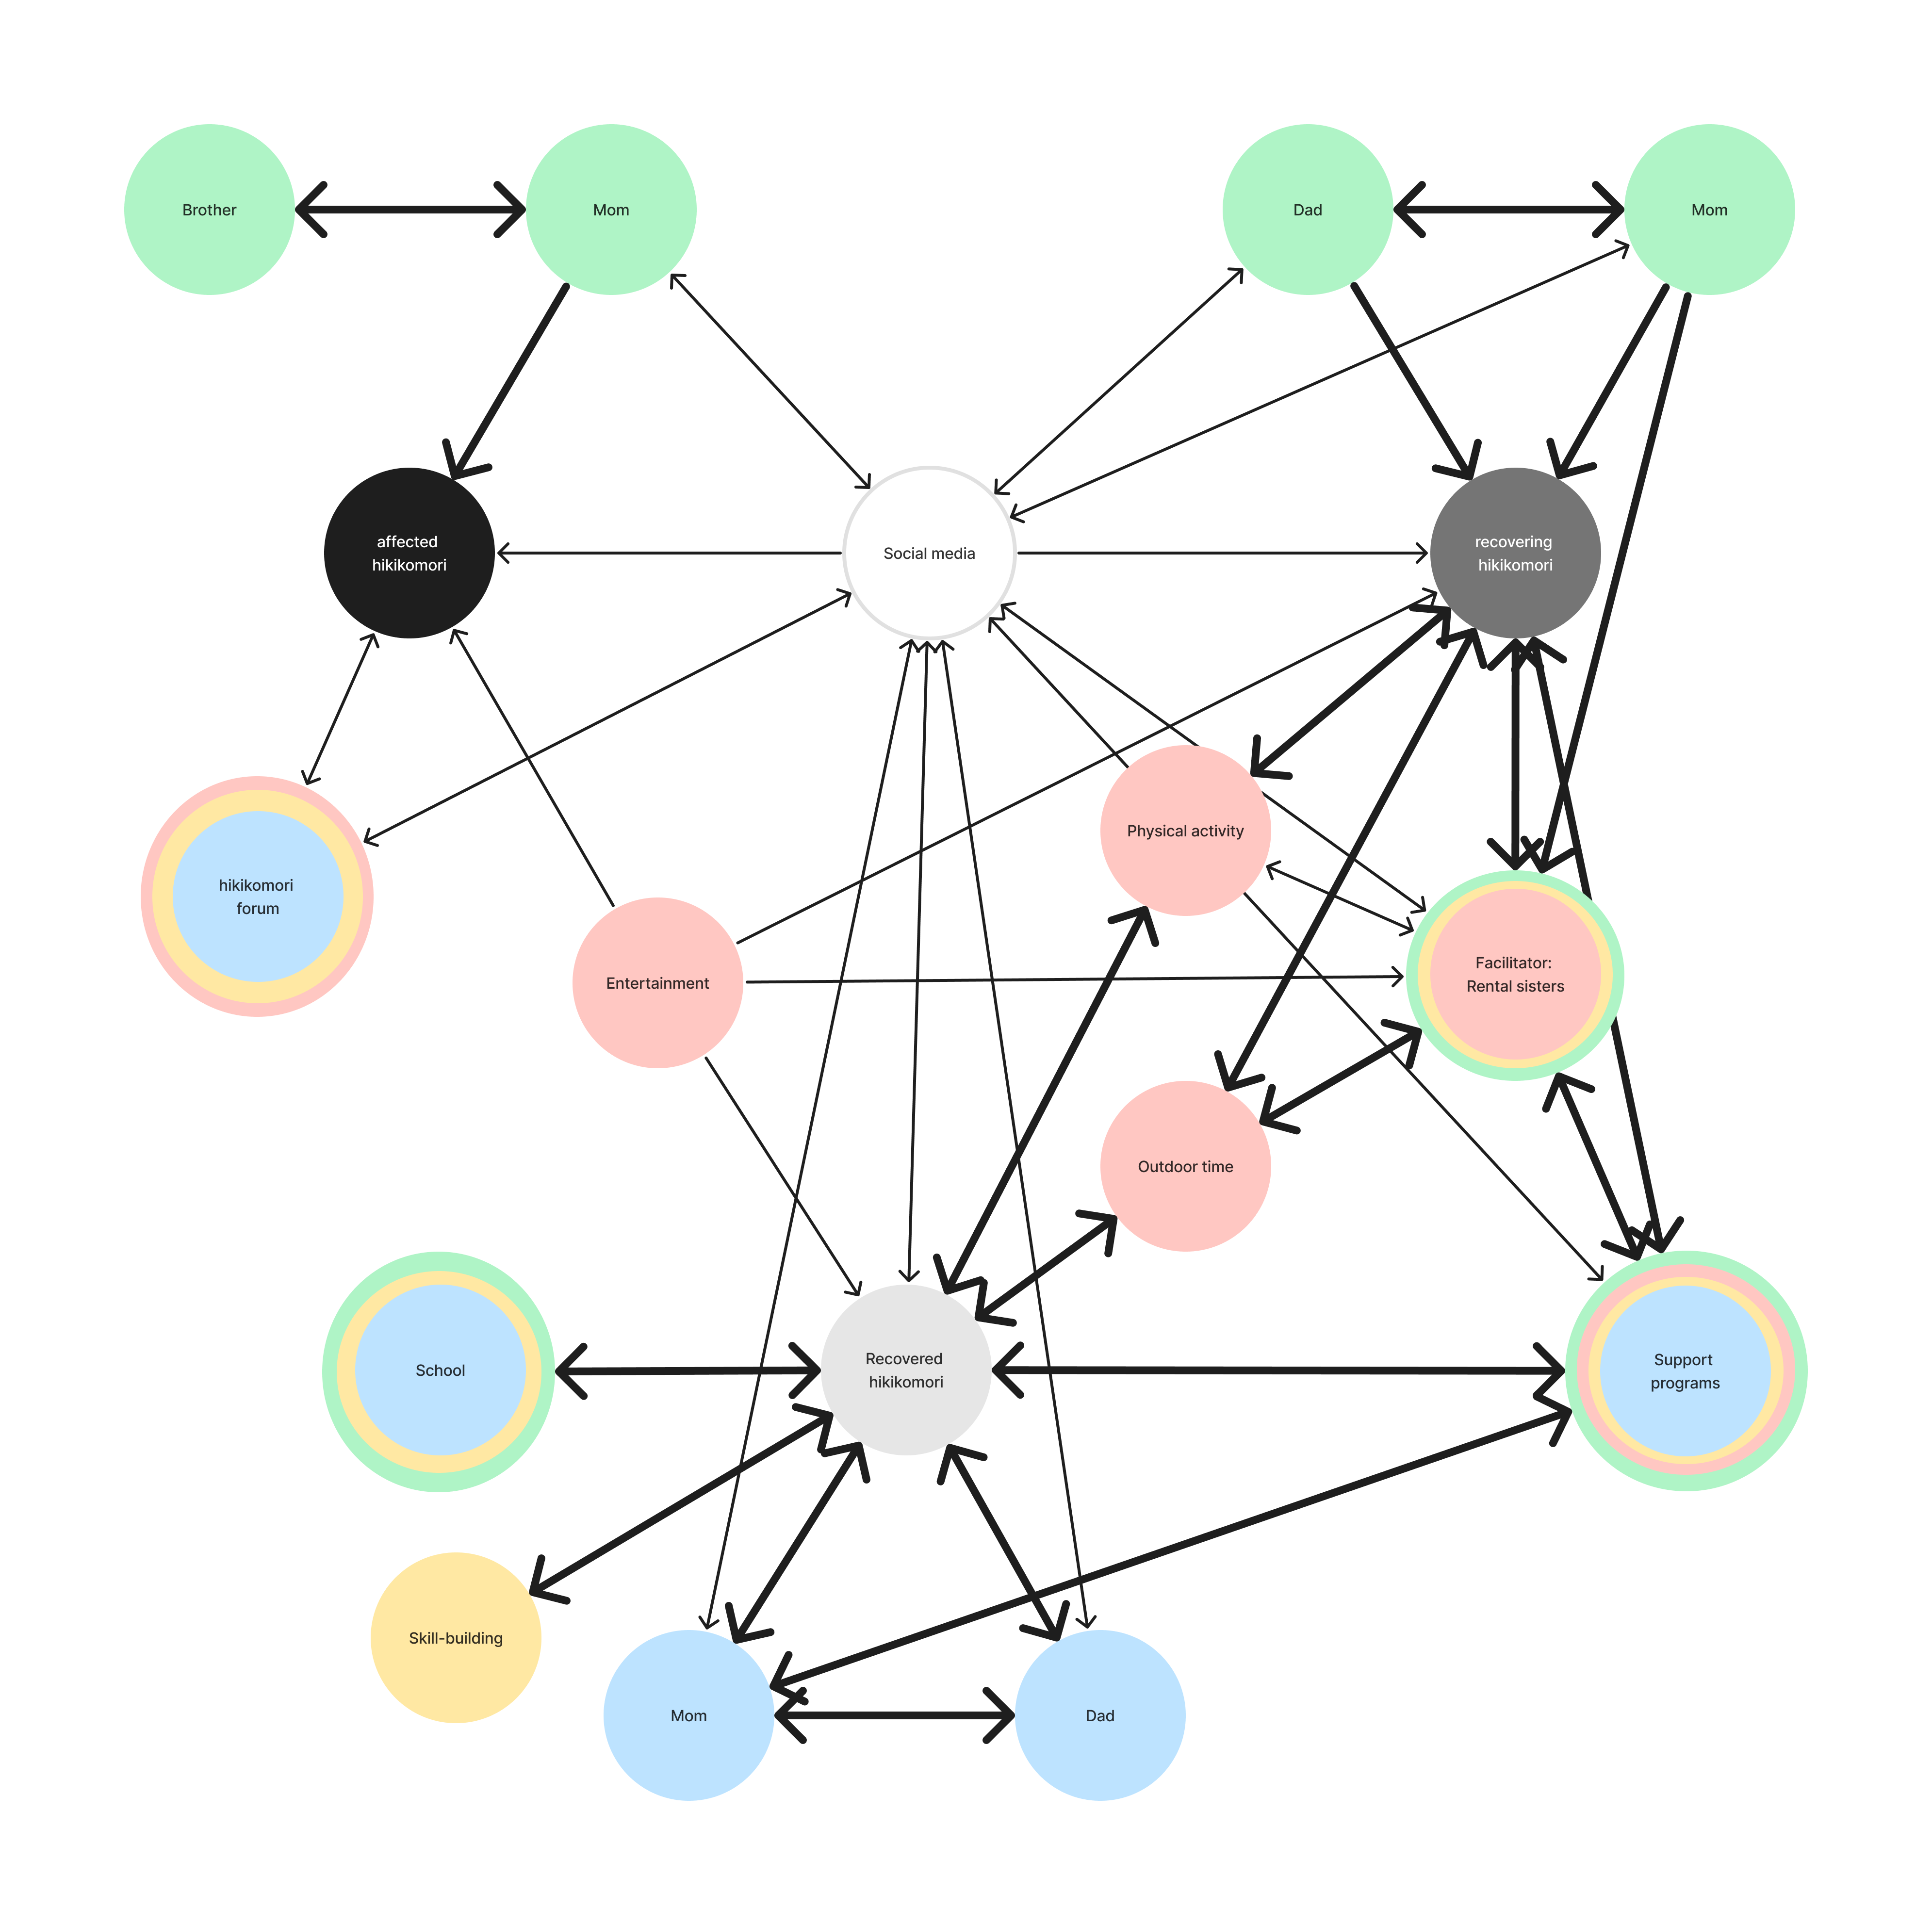 Brother
Mom
Dad
Mom
affected
hikikomori
Social media
recovering
hikikomori
Physical activity
hikikomori
forum
Entertainment
Facilitator:
Rental sisters
Outdoor time
School
Recovered
hikikomori
Support
programs
Skill-building
Mom
Dad